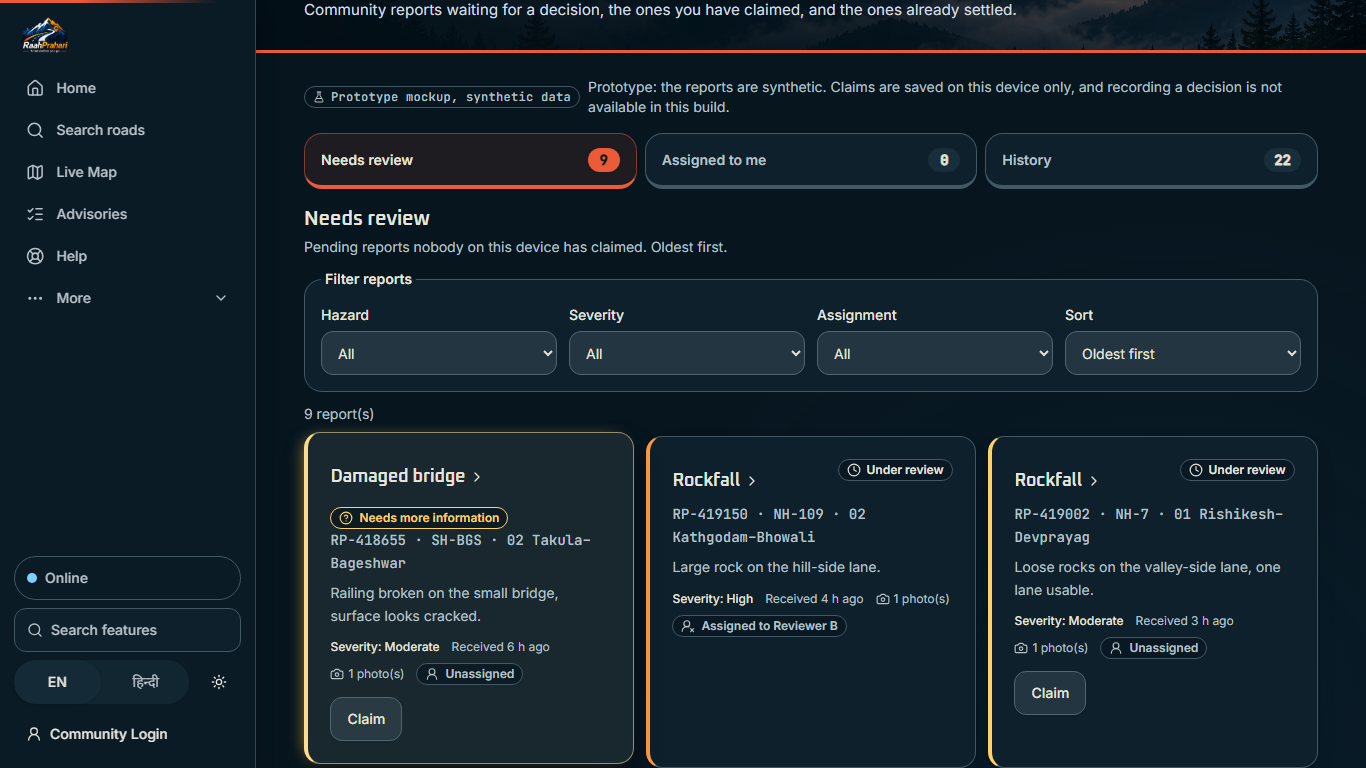 Community reports waiting for a decision, the ones you have claimed, and the ones already settled.
RaahPrahari
Home
Search roads
Live Map
Advisories
Help
More
Online
Search features
EN
हिन्दी
Community Login
Prototype mockup, synthetic data
Prototype: the reports are synthetic. Claims are saved on this device only, and recording a decision is not
available in this build.
Needs review 9
Assigned to me 0
History 22
Needs review
Pending reports nobody on this device has claimed. Oldest first.
Filter reports
Hazard
All
Severity
All
Assignment
All
Sort
Oldest first
9 report(s)
Damaged bridge
Needs more information
RP-418655 · SH-BGS · 02 Takula-
Bageshwar
Railing broken on the small bridge,
surface looks cracked.
Severity: Moderate Received 6 h ago
1 photo(s) Unassigned
Claim
Rockfall
Under review
RP-419150 · NH-109 · 02
Kathgodam-Bhowali
Large rock on the hill-side lane.
Severity: High Received 4 h ago 1 photo(s)
Assigned to Reviewer B
Rockfall
Under review
RP-419002 · NH-7 · 01 Rishikesh-
Devprayag
Loose rocks on the valley-side lane, one
lane usable.
Severity: Moderate Received 3 h ago
1 photo(s) Unassigned
Claim